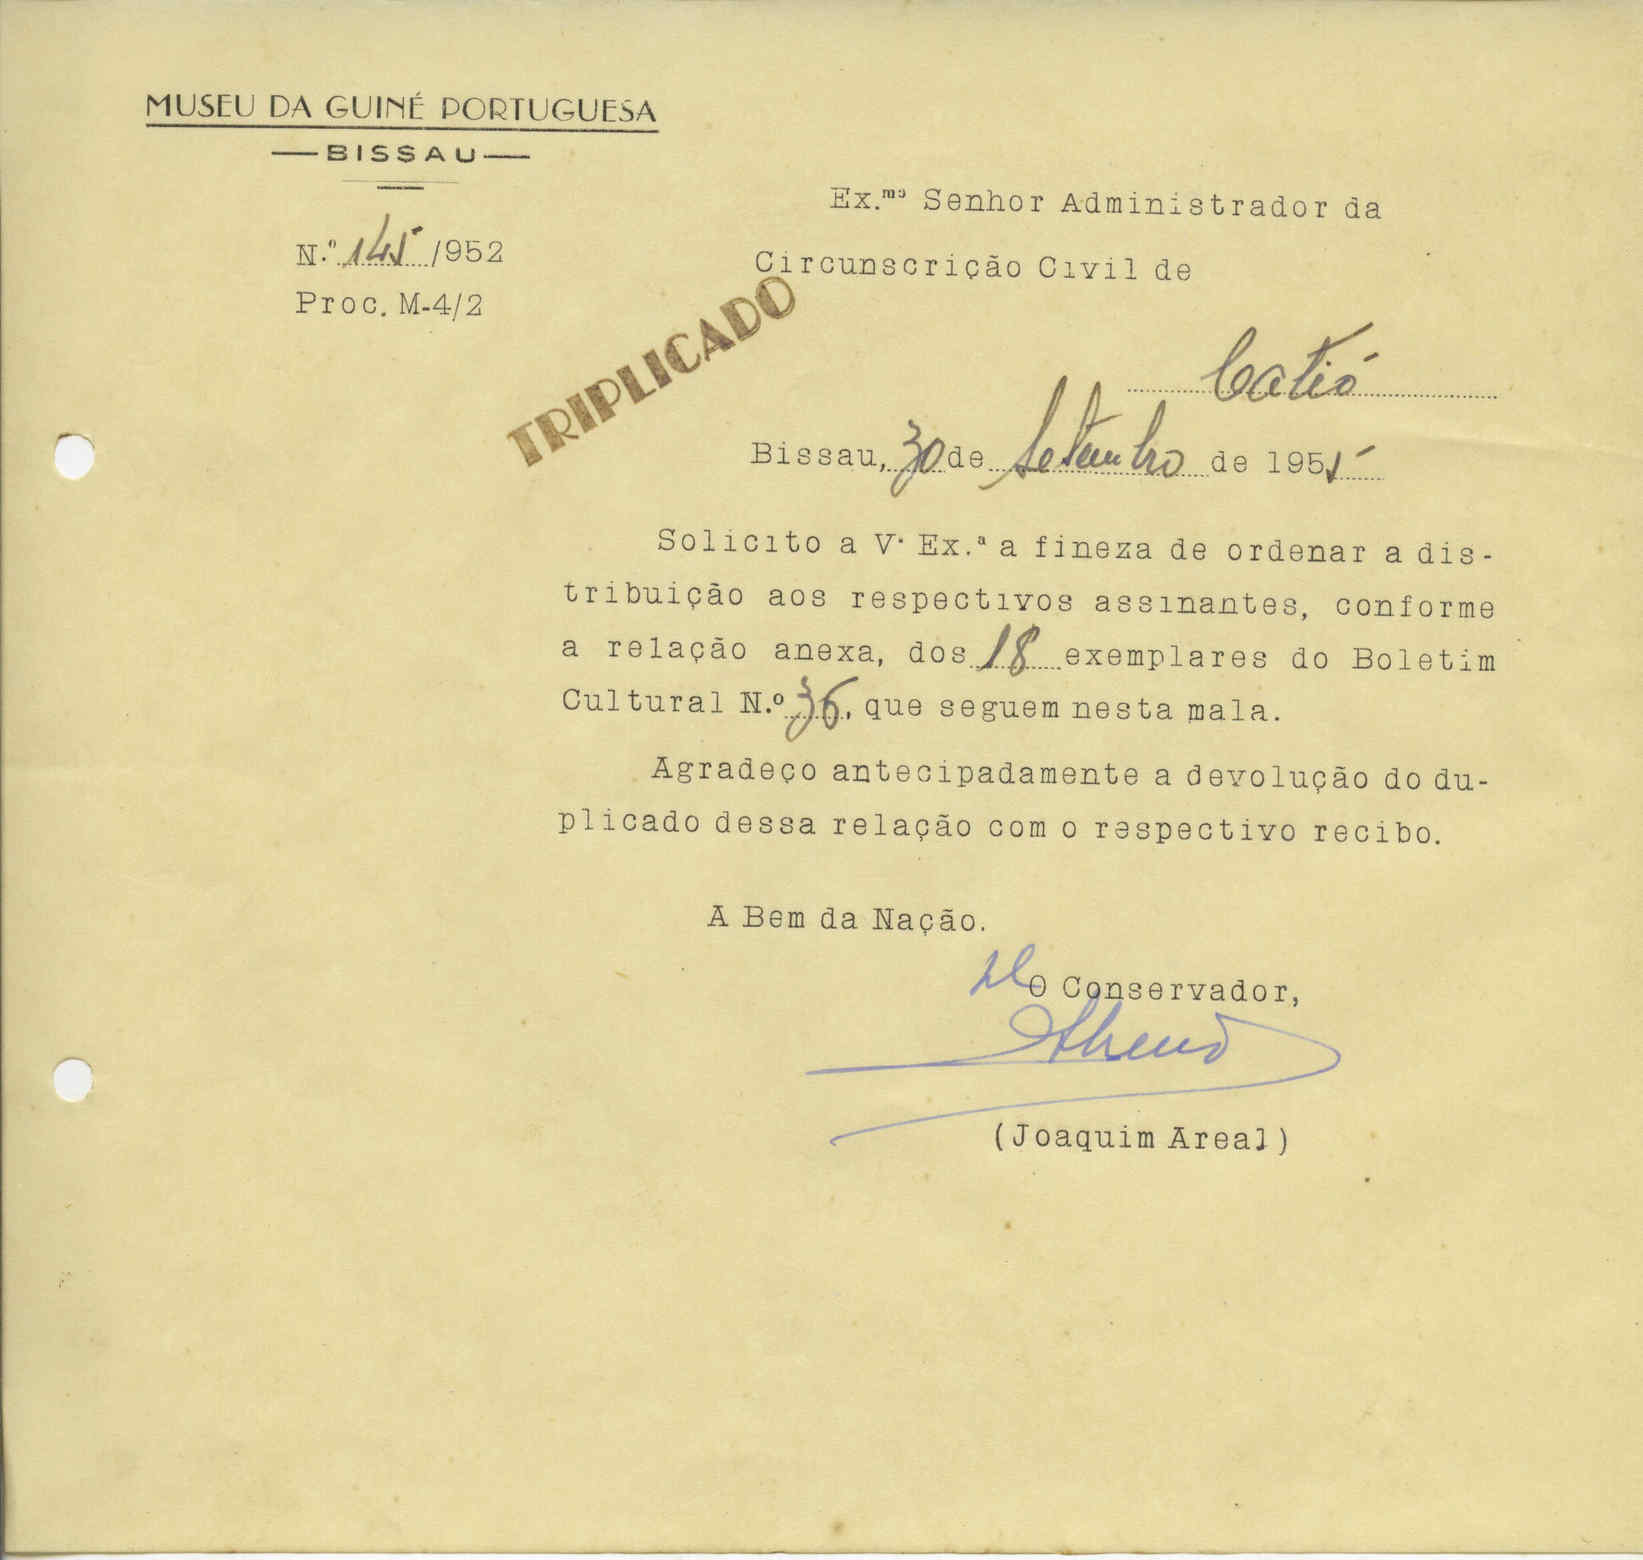 MUSEU DA GUINÉ PORTUGUESA
—BISSAU—
N.º 145 /952
Proc. M-4/2
TRIPLICADO
Ex.mo Senhor Administrador da
Circunscrição Civil de
Catió
Bissau, 30 de Setembro de 1955
Solicito a V. Ex.ª a fineza de ordenar a dis-
tribuição aos respectivos assinantes, conforme
a relação anexa, dos 18 exemplares do Boletim
Cultural N.º 36, que seguem nesta mala.
Agradeço antecipadamente a devolução do du-
plicado dessa relação com o respectivo recibo.
A Bem da Nação.
O Conservador,
(Joaquim Areal)